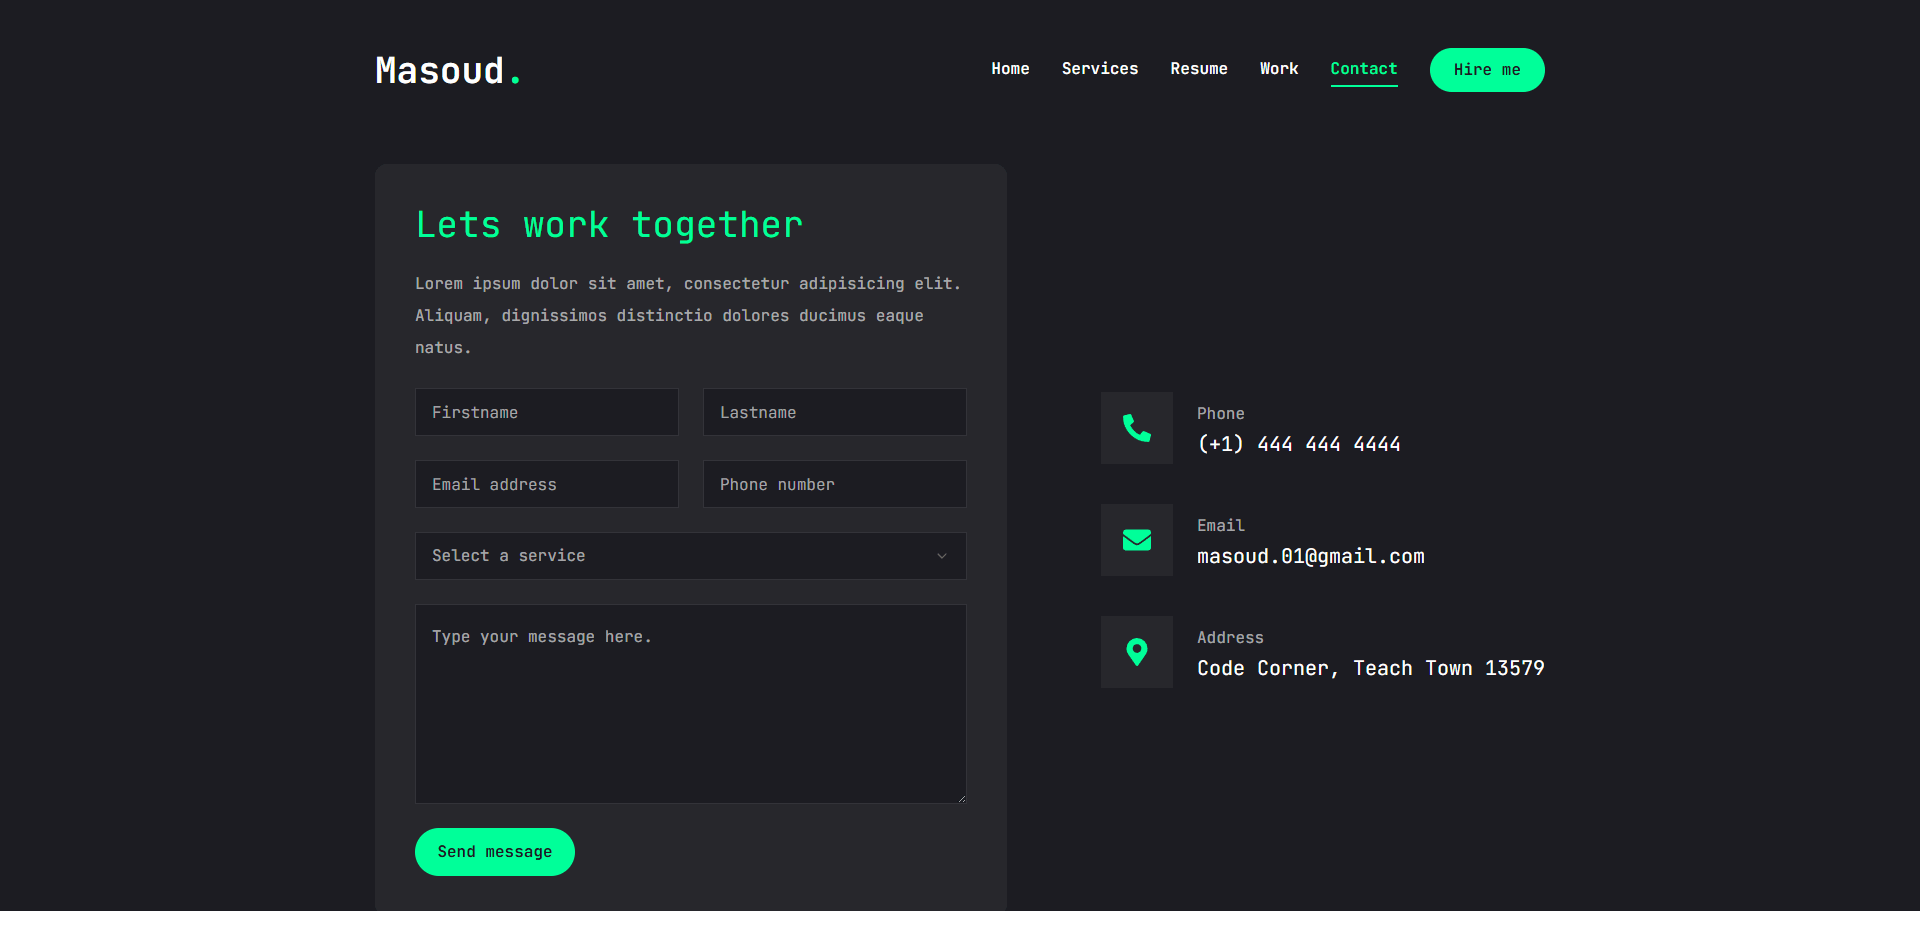 Masoud.
Home Services Resume Work Contact Hire me
Lets work together
Lorem ipsum dolor sit amet, consectetur adipisicing elit.
Aliquam, dignissimos distinctio dolores ducimus eaque
natus.
Firstname
Lastname
Email address
Phone number
Select a service
Type your message here.
Send message
Phone
(+1) 444 444 4444
Email
masoud.01@gmail.com
Address
Code Corner, Teach Town 13579